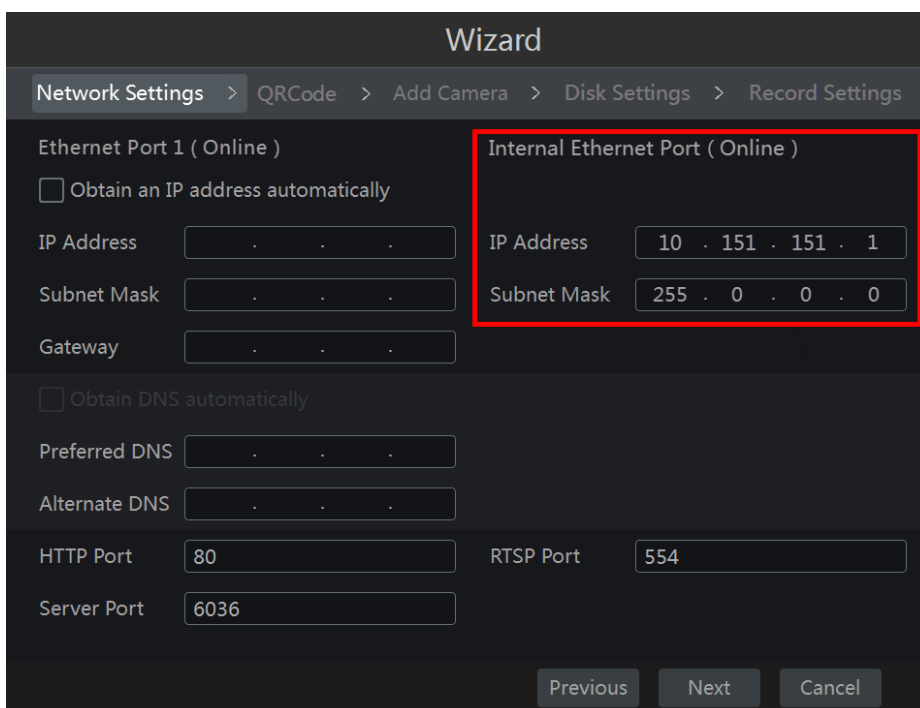 Wizard
Network Settings > QRCode > Add Camera > Disk Settings > Record Settings
Ethernet Port 1 ( Online )
Internal Ethernet Port ( Online )
Obtain an IP address automatically
IP Address . . .
IP Address 10 . 151 . 151 . 1
Subnet Mask . . .
Subnet Mask 255 . 0 . 0 . 0
Gateway . . .
Obtain DNS automatically
Preferred DNS . . .
Alternate DNS . . .
HTTP Port 80
RTSP Port 554
Server Port 6036
Previous Next Cancel